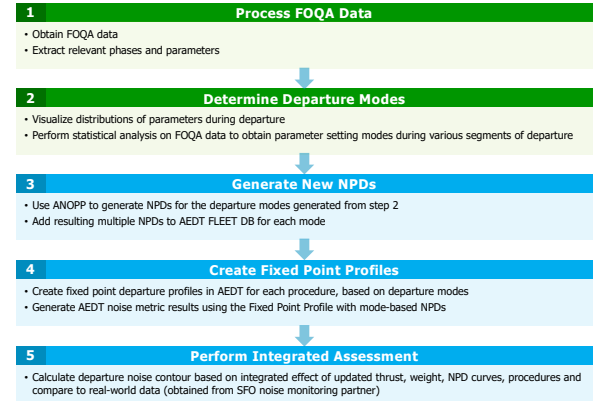 1 Process FOQA Data
• Obtain FOQA data
• Extract relevant phases and parameters
2 Determine Departure Modes
• Visualize distributions of parameters during departure
• Perform statistical analysis on FOQA data to obtain parameter setting modes during various segments of departure
3 Generate New NPDs
• Use ANOPP to generate NPDs for the departure modes generated from step 2
• Add resulting multiple NPDs to AEDT FLEET DB for each mode
4 Create Fixed Point Profiles
• Create fixed point departure profiles in AEDT for each procedure, based on departure modes
• Generate AEDT noise metric results using the Fixed Point Profile with mode-based NPDs
5 Perform Integrated Assessment
• Calculate departure noise contour based on integrated effect of updated thrust, weight, NPD curves, procedures and
compare to real-world data (obtained from SFO noise monitoring partner)